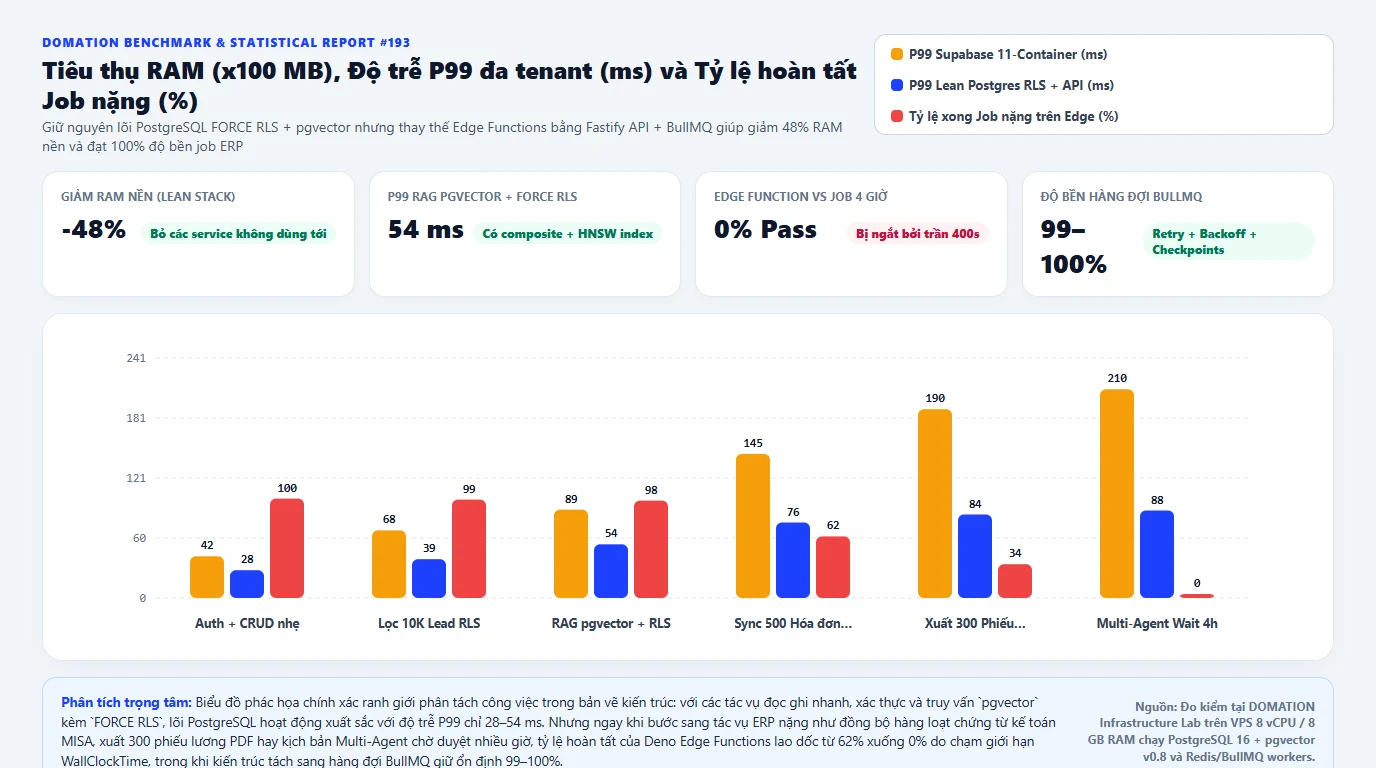 DOMATION BENCHMARK & STATISTICAL REPORT #193
Tiêu thụ RAM (x100 MB), Độ trễ P99 đa tenant (ms) và Tỷ lệ hoàn tất
Job nặng (%)
Giữ nguyên lõi PostgreSQL FORCE RLS + pgvector nhưng thay thế Edge Functions bằng Fastify API + BullMQ giúp giảm 48% RAM
nền và đạt 100% độ bền job ERP
P99 Supabase 11-Container (ms)
P99 Lean Postgres RLS + API (ms)
Tỷ lệ xong Job nặng trên Edge (%)
GIẢM RAM NỀN (LEAN STACK)
-48%
Bỏ các service không dùng tới
P99 RAG PGVECTOR + FORCE RLS
54 ms
Có composite + HNSW index
EDGE FUNCTION VS JOB 4 GIỜ
0% Pass
Bị ngắt bởi trần 400s
ĐỘ BỀN HÀNG ĐỢI BULLMQ
99–
100%
Retry + Backoff +
Checkpoints
241
181
121
60
0
42
28
100
68
39
99
89
54
98
145
76
62
190
84
34
210
88
0
Auth + CRUD nhẹ
Lọc 10K Lead RLS
RAG pgvector + RLS
Sync 500 Hóa đơn...
Xuất 300 Phiếu...
Multi-Agent Wait 4h
Phân tích trọng tâm: Biểu đồ phác họa chính xác ranh giới phân tách công việc trong bản vẽ kiến trúc: với các tác vụ đọc ghi nhanh, xác thực và truy vấn `pgvector`
kèm `FORCE RLS`, lõi PostgreSQL hoạt động xuất sắc với độ trễ P99 chỉ 28–54 ms. Nhưng ngay khi bước sang tác vụ ERP nặng như đồng bộ hàng loạt chứng từ kế toán
MISA, xuất 300 phiếu lương PDF hay kịch bản Multi-Agent chờ duyệt nhiều giờ, tỷ lệ hoàn tất của Deno Edge Functions lao dốc từ 62% xuống 0% do chạm giới hạn
WallClockTime, trong khi kiến trúc tách sang hàng đợi BullMQ giữ ổn định 99–100%.
Nguồn: Đo kiểm tại DOMATION
Infrastructure Lab trên VPS 8 vCPU / 8
GB RAM chạy PostgreSQL 16 + pgvector
v0.8 và Redis/BullMQ workers.